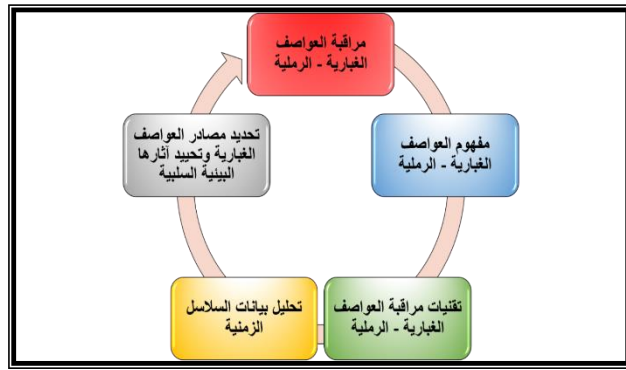 مراقبة العواصف
الغبارية - الرملية
مفهوم العواصف
الغبارية - الرملية
تقنيات مراقبة العواصف
الغبارية - الرملية
تحليل بيانات السلاسل
الزمنية
تحديد مصادر العواصف
الغبارية وتحييد آثارها
البيئية السلبية